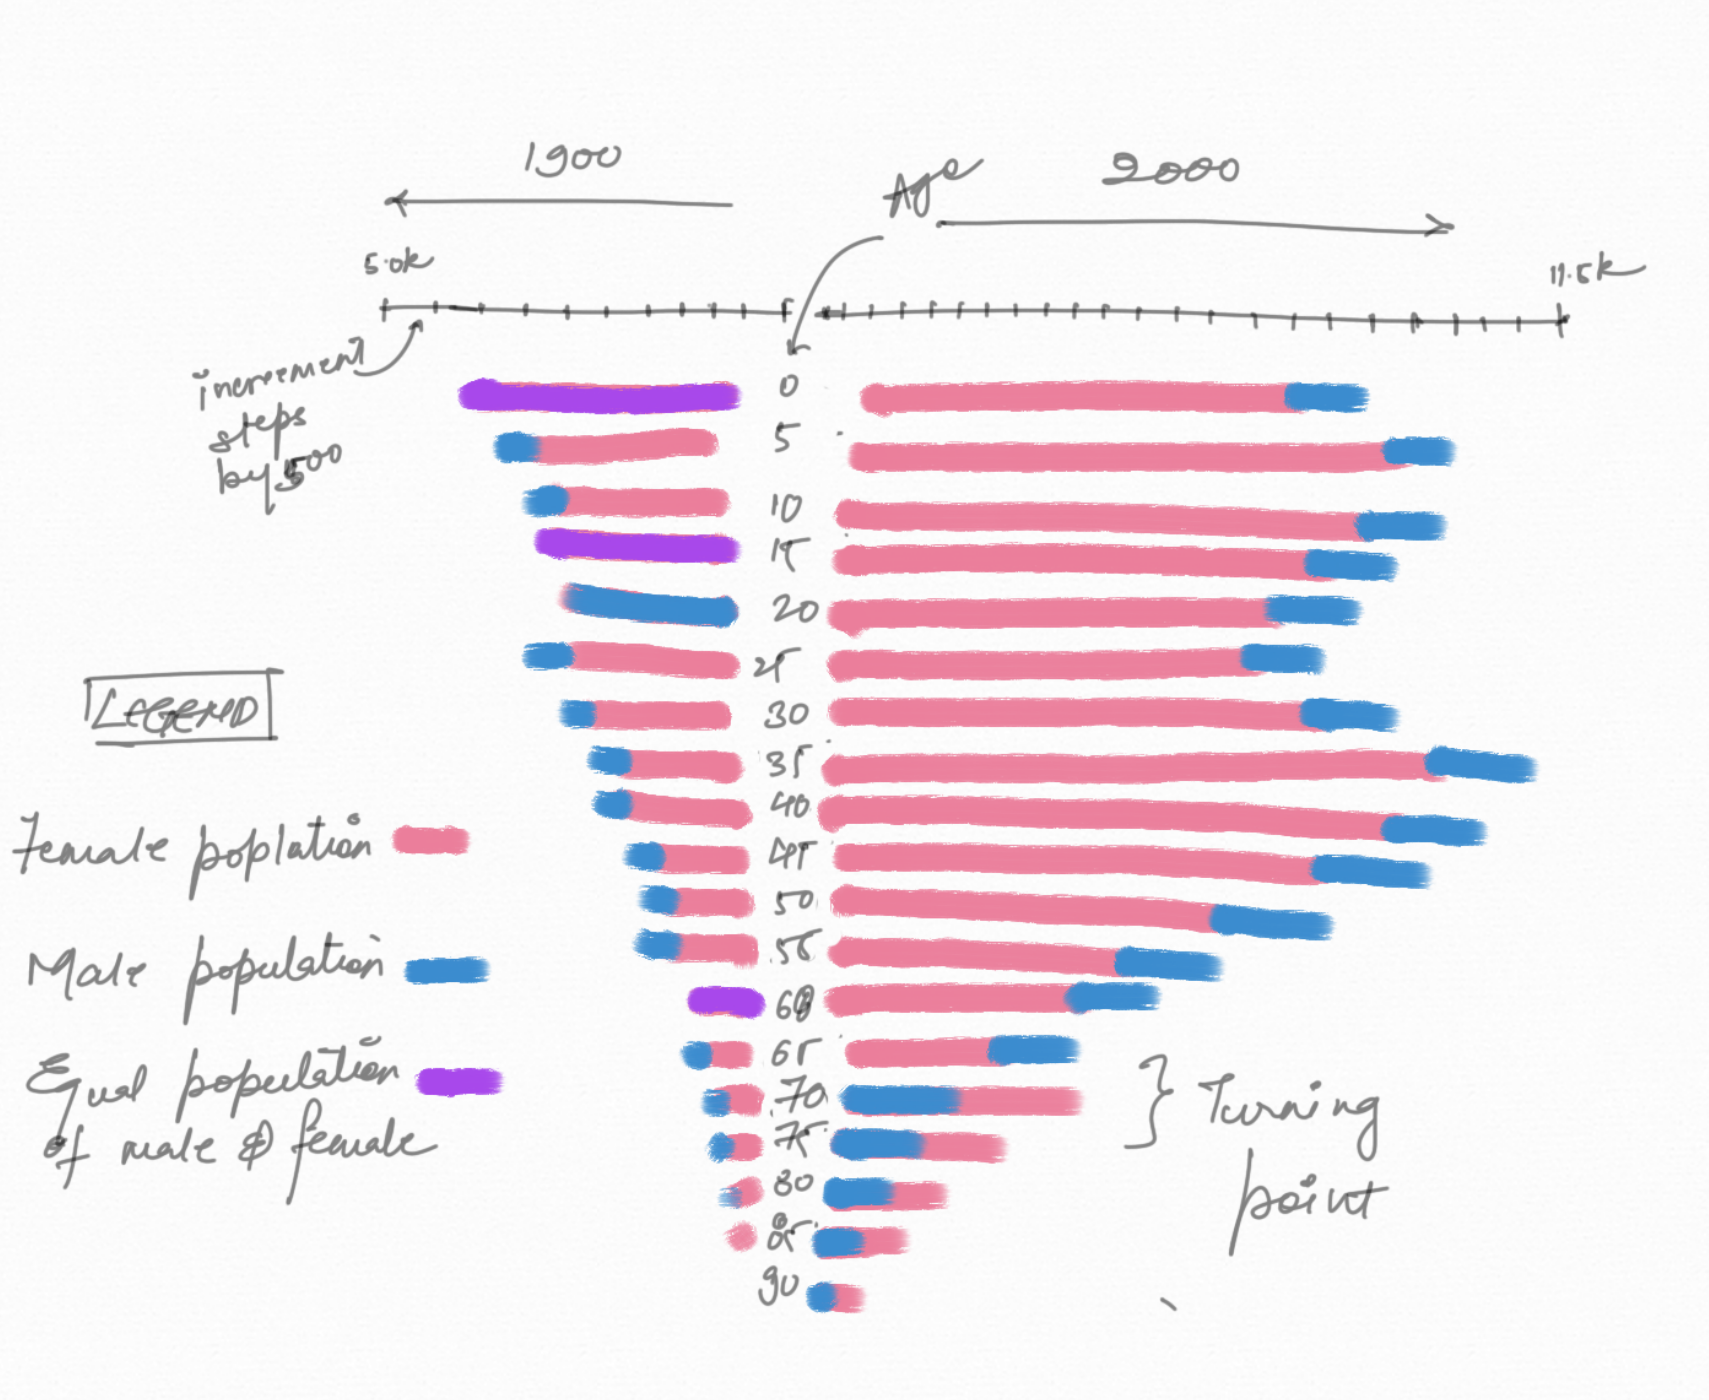 1900
Age
2000
5.0k
11.5k
increment
steps
by 500
0
5
10
15
20
25
30
35
40
45
50
55
60
65
70
75
80
85
90
LEGEND
Female poplation
Male population
Equal population
of male & female
} Turning
point